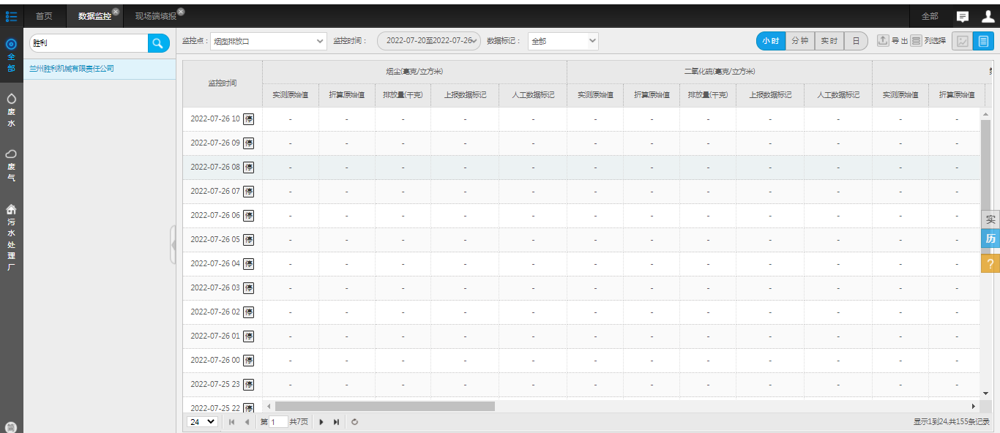 首页 数据监控 现场端填报 全部
胜利 监控点： 烟囱排放口 监控时间： 2022-07-20至2022-07-26 数据标记： 全部 小时 分钟 实时 日 导出 列选择
全部
废水
废气
污水处理厂
简
兰州胜利机械有限责任公司
监控时间 烟尘(毫克/立方米) 二氧化硫(毫克/立方米)
实测原始值 折算原始值 排放量(千克) 上报数据标记 人工数据标记 实测原始值 折算原始值 排放量(千克) 上报数据标记 人工数据标记 实测原始值 折算原始值
2022-07-26 10 停 - - - - - - - - - - - -
2022-07-26 09 停 - - - - - - - - - - - -
2022-07-26 08 停 - - - - - - - - - - - -
2022-07-26 07 停 - - - - - - - - - - - -
2022-07-26 06 停 - - - - - - - - - - - -
2022-07-26 05 停 - - - - - - - - - - - -
2022-07-26 04 停 - - - - - - - - - - - -
2022-07-26 03 停 - - - - - - - - - - - -
2022-07-26 02 停 - - - - - - - - - - - -
2022-07-26 01 停 - - - - - - - - - - - -
2022-07-26 00 停 - - - - - - - - - - - -
2022-07-25 23 停 - - - - - - - - - - - -
2022-07-25 22 停
实
历
?
24 第 1 共7页 显示1到24,共155条记录